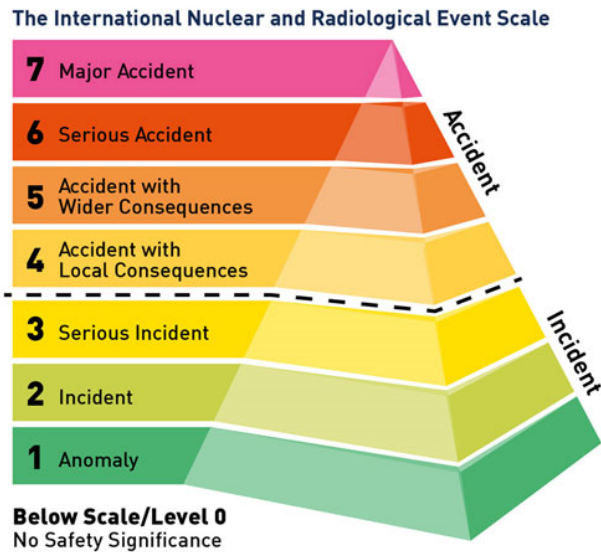 The International Nuclear and Radiological Event Scale
7 Major Accident
6 Serious Accident
5 Accident with
Wider Consequences
4 Accident with
Local Consequences
Accident
3 Serious Incident
2 Incident
1 Anomaly
Incident
Below Scale/Level 0
No Safety Significance